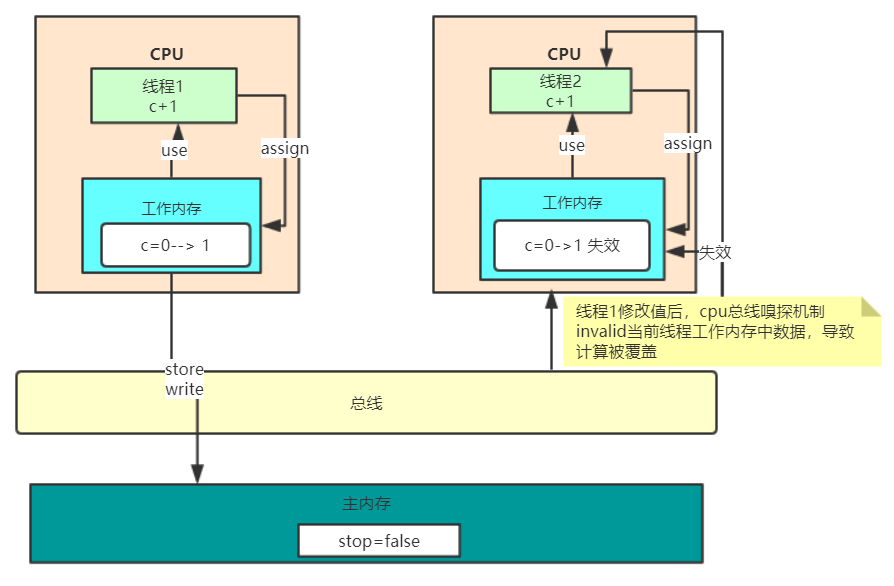 CPU
线程1
c+1
use
assign
工作内存
c=0--> 1
CPU
线程2
c+1
use
assign
工作内存
c=0->1 失效
失效
线程1修改值后，cpu总线嗅探机制
invalid当前线程工作内存中数据，导致
计算被覆盖
store
write
总线
主内存
stop=false